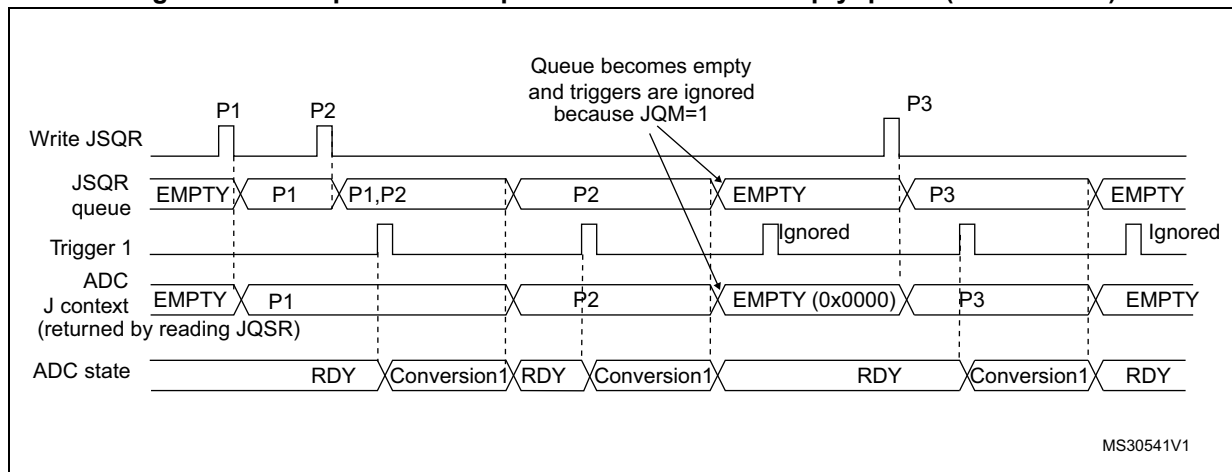 Queue becomes empty
and triggers are ignored
because JQM=1
P1
P2
P3
Write JSQR
JSQR
queue
EMPTY
P1
P1,P2
P2
EMPTY
P3
EMPTY
Trigger 1
Ignored
Ignored
ADC
J context
(returned by reading JQSR)
EMPTY
P1
P2
EMPTY (0x0000)
P3
EMPTY
ADC state
RDY
Conversion1
RDY
Conversion1
RDY
Conversion1
RDY
MS30541V1